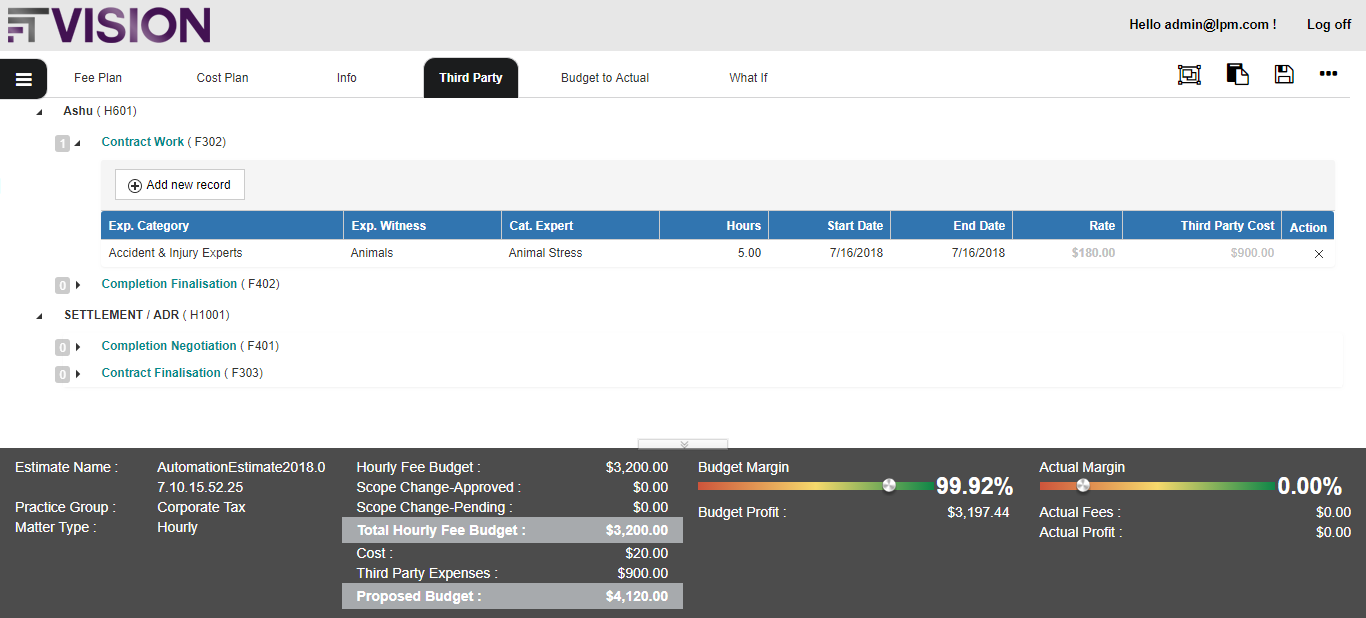 VISION
Hello admin@lpm.com ! Log off
Fee Plan Cost Plan Info Third Party Budget to Actual What If
Ashu ( H601)
1 Contract Work ( F302)
Add new record
Exp. Category Exp. Witness Cat. Expert Hours Start Date End Date Rate Third Party Cost Action
Accident & Injury Experts Animals Animal Stress 5.00 7/16/2018 7/16/2018 $180.00 $900.00
0 Completion Finalisation ( F402)
SETTLEMENT / ADR ( H1001)
0 Completion Negotiation ( F401)
0 Contract Finalisation ( F303)
Estimate Name : AutomationEstimate2018.0
7.10.15.52.25
Practice Group : Corporate Tax
Matter Type : Hourly
Hourly Fee Budget : $3,200.00
Scope Change-Approved : $0.00
Scope Change-Pending : $0.00
Total Hourly Fee Budget : $3,200.00
Cost : $20.00
Third Party Expenses : $900.00
Proposed Budget : $4,120.00
Budget Margin
99.92%
Budget Profit : $3,197.44
Actual Margin
0.00%
Actual Fees : $0.00
Actual Profit : $0.00